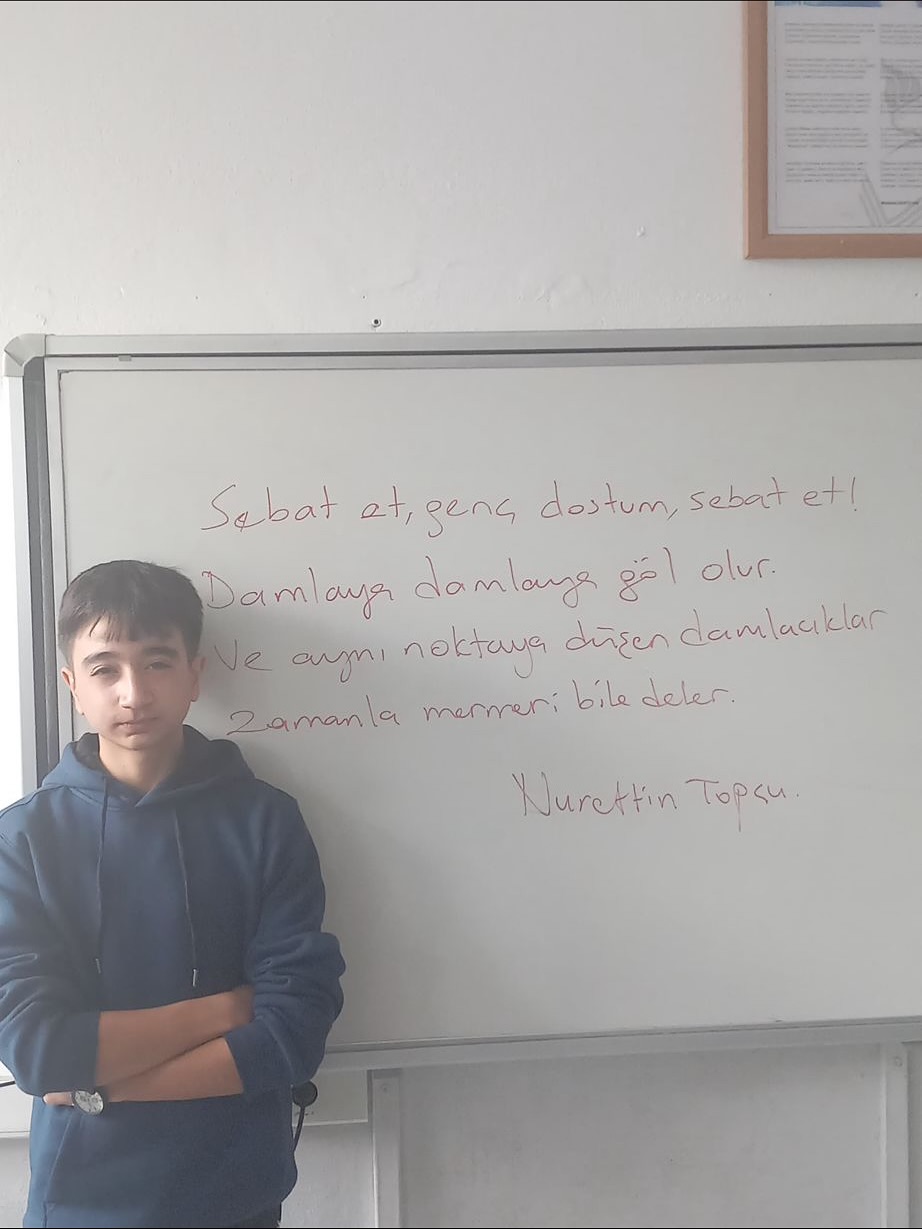 Sebat et, genç dostum, sebat et!
Damlaya damlaya göl olur.
Ve aynı noktaya düşen damlacıklar
zamanla mermeri bile deler.
Nurettin Topçu.